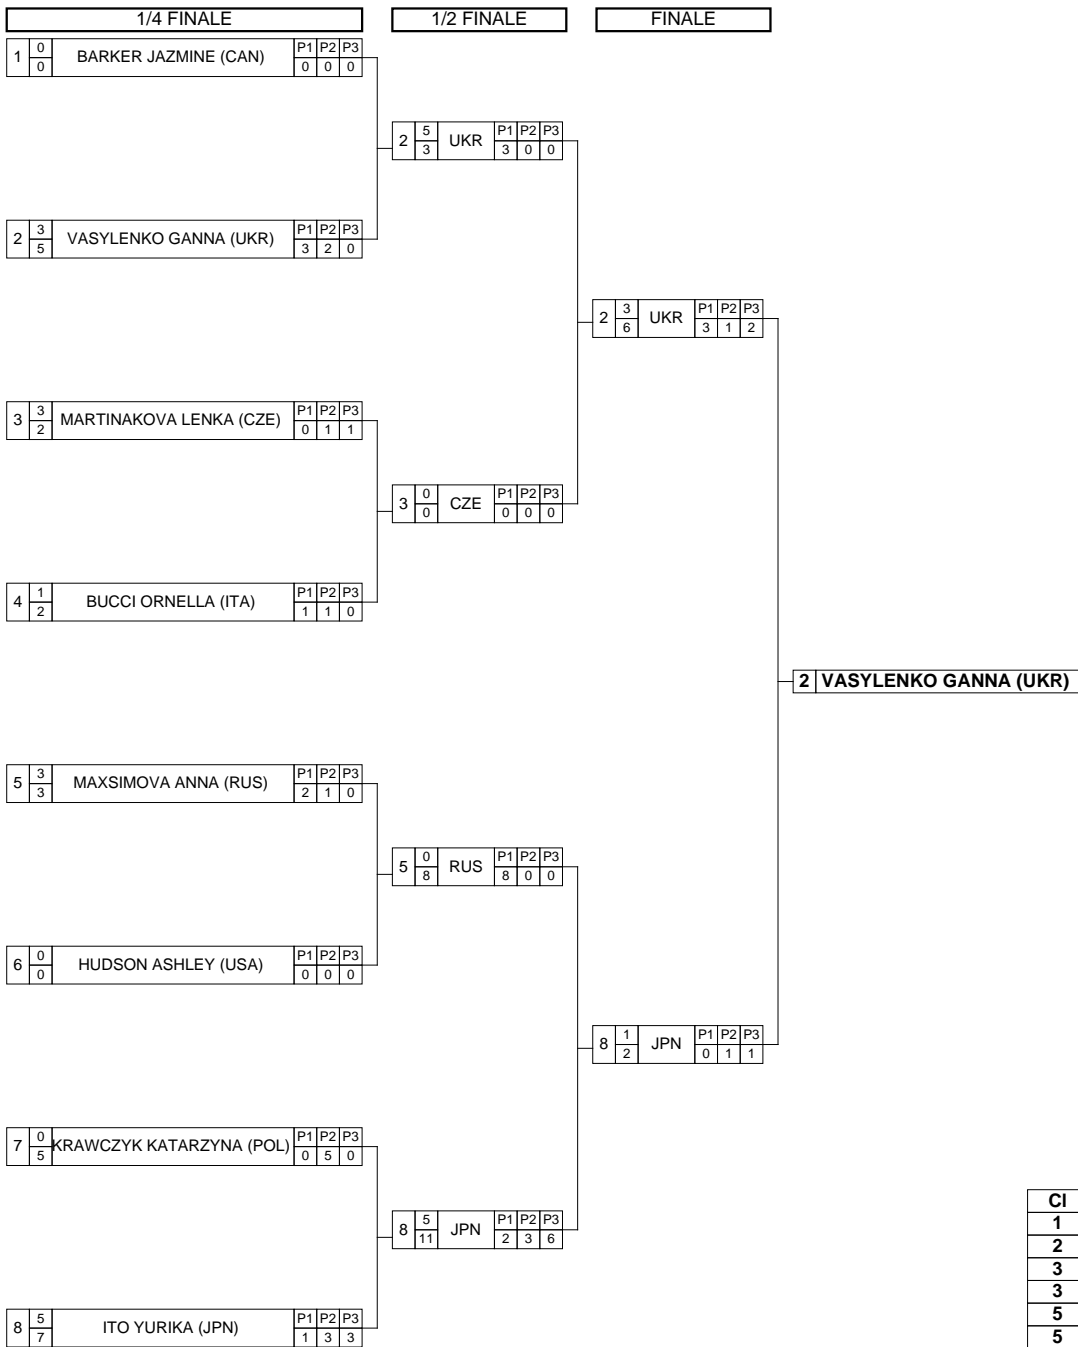 1/4 FINALE 1/2 FINALE FINALE
1 0 BARKER JAZMINE (CAN) P1 P2 P3
0 0 0 0
2 5 UKR P1 P2 P3
3 3 0 0
2 3 VASYLENKO GANNA (UKR) P1 P2 P3
5 3 2 0
2 3 UKR P1 P2 P3
6 3 1 2
3 3 MARTINAKOVA LENKA (CZE) P1 P2 P3
2 0 1 1
3 0 CZE P1 P2 P3
0 0 0 0
4 1 BUCCI ORNELLA (ITA) P1 P2 P3
2 1 1 0
2 VASYLENKO GANNA (UKR)
5 3 MAXSIMOVA ANNA (RUS) P1 P2 P3
3 2 1 0
5 0 RUS P1 P2 P3
8 8 0 0
6 0 HUDSON ASHLEY (USA) P1 P2 P3
0 0 0 0
8 1 JPN P1 P2 P3
2 0 1 1
7 0 KRAWCZYK KATARZYNA (POL) P1 P2 P3
5 0 5 0
8 5 JPN P1 P2 P3
11 2 3 6
8 5 ITO YURIKA (JPN) P1 P2 P3
7 1 3 3
Cl
1
2
3
3
5
5